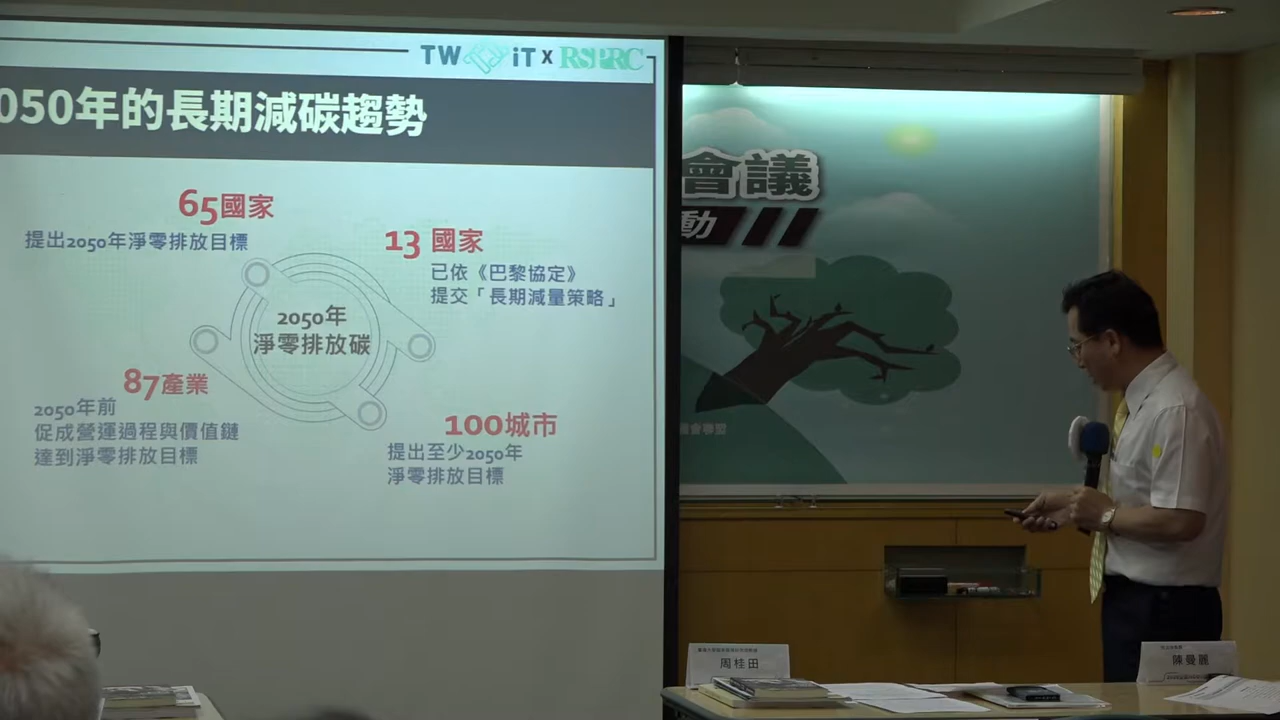 TW iT x RSPRC
050年的長期減碳趨勢
65國家
提出2050年淨零排放目標
13 國家
已依《巴黎協定》
提交「長期減量策略」
2050年
淨零排放碳
87產業
2050年前
促成營運過程與價值鏈
達到淨零排放目標
100城市
提出至少2050年
淨零排放目標
會議
動
會聯盟
周桂田
陳曼麗